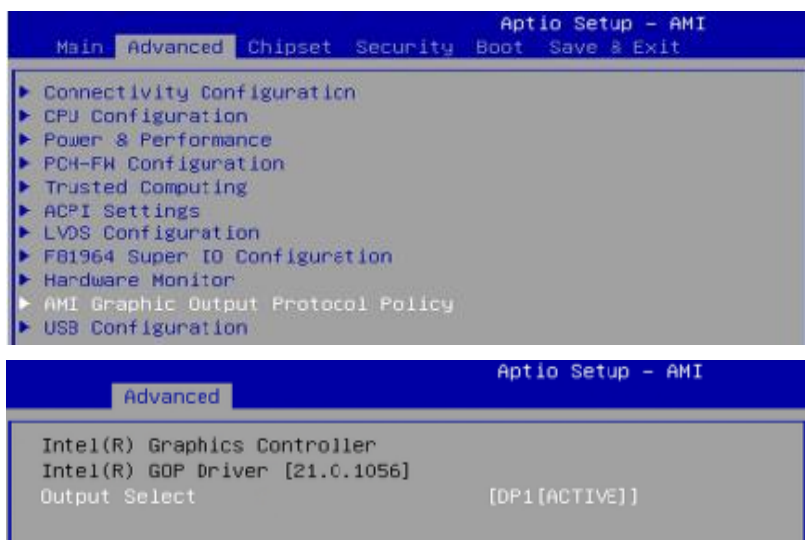 Aptio Setup – AMI
Main Advanced Chipset Security Boot Save & Exit
Connectivity Configuration
CPU Configuration
Power & Performance
PCH-FW Configuration
Trusted Computing
ACPI Settings
LVDS Configuration
F81964 Super IO Configuration
Hardware Monitor
AMI Graphic Output Protocol Policy
USB Configuration
Aptio Setup – AMI
Advanced
Intel(R) Graphics Controller
Intel(R) GOP Driver [21.0.1056]
Output Select [DP1[ACTIVE]]